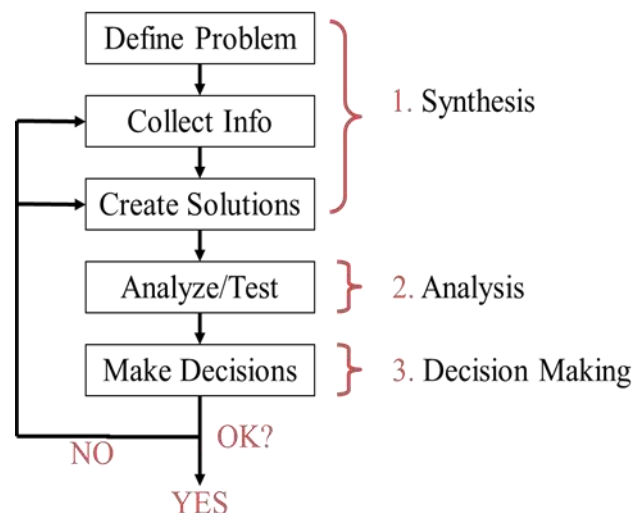 Define Problem
Collect Info
1. Synthesis
Create Solutions
Analyze/Test
2. Analysis
Make Decisions
3. Decision Making
OK?
NO
YES